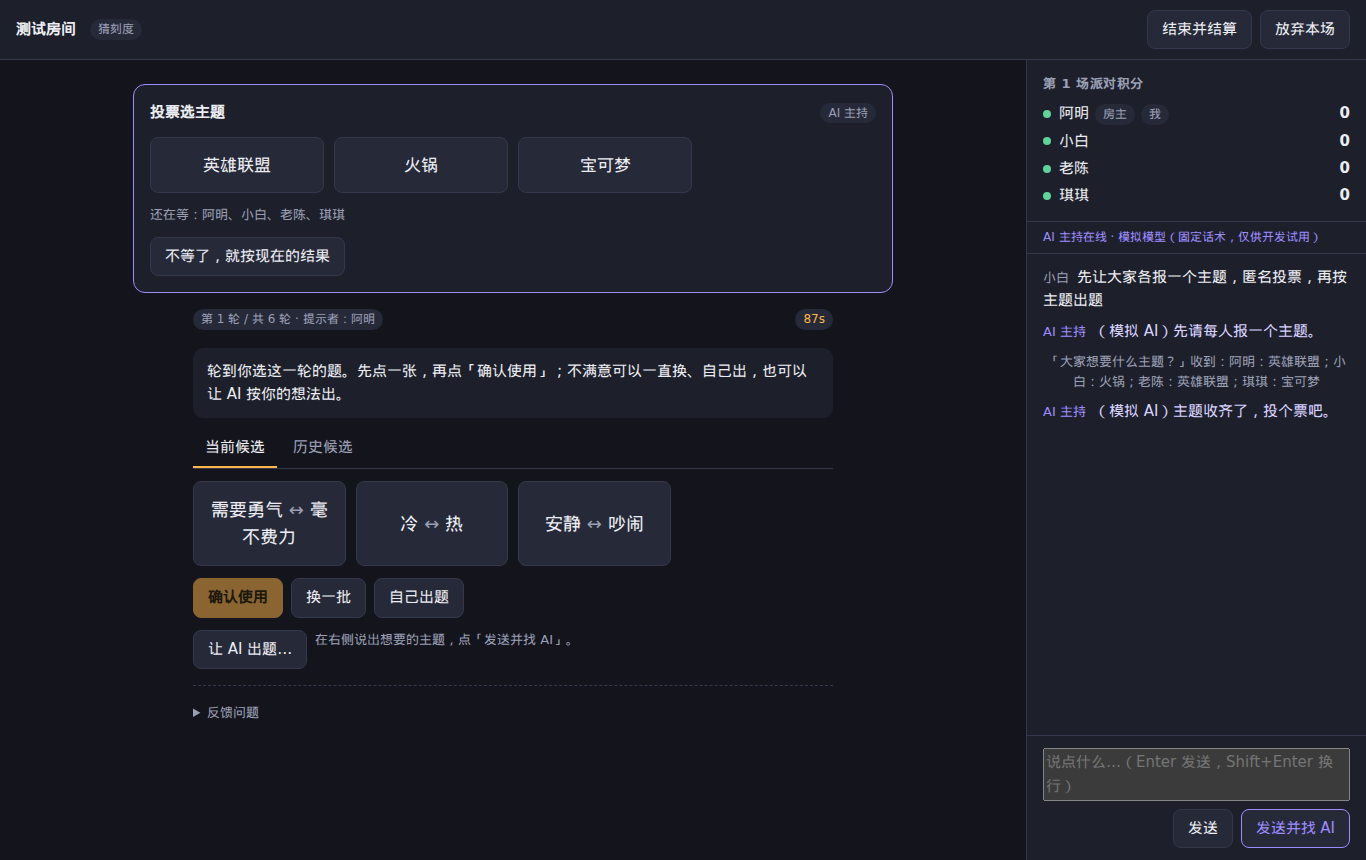 测试房间 猜刻度 结束并结算 放弃本场
投票选主题 AI 主持
英雄联盟 火锅 宝可梦
还在等：阿明、小白、老陈、琪琪
不等了，就按现在的结果
第 1 轮 / 共 6 轮 · 提示者：阿明 87s
轮到你选这一轮的题。先点一张，再点「确认使用」；不满意可以一直换、自己出，也可以
让 AI 按你的想法出。
当前候选 历史候选
需要勇气 ↔ 毫
不费力
冷 ↔ 热
安静 ↔ 吵闹
确认使用 换一批 自己出题
让 AI 出题… 在右侧说出想要的主题，点「发送并找 AI」。
▶ 反馈问题
第 1 场派对积分
阿明 房主 我 0
小白 0
老陈 0
琪琪 0
AI 主持在线 · 模拟模型（固定话术，仅供开发试用）
小白 先让大家各报一个主题，匿名投票，再按
主题出题
AI 主持 （模拟 AI）先请每人报一个主题。
「大家想要什么主题？」收到：阿明：英雄联盟；小
白：火锅；老陈：英雄联盟；琪琪：宝可梦
AI 主持 （模拟 AI）主题收齐了，投个票吧。
说点什么…（Enter 发送，Shift+Enter 换
行）
发送 发送并找 AI